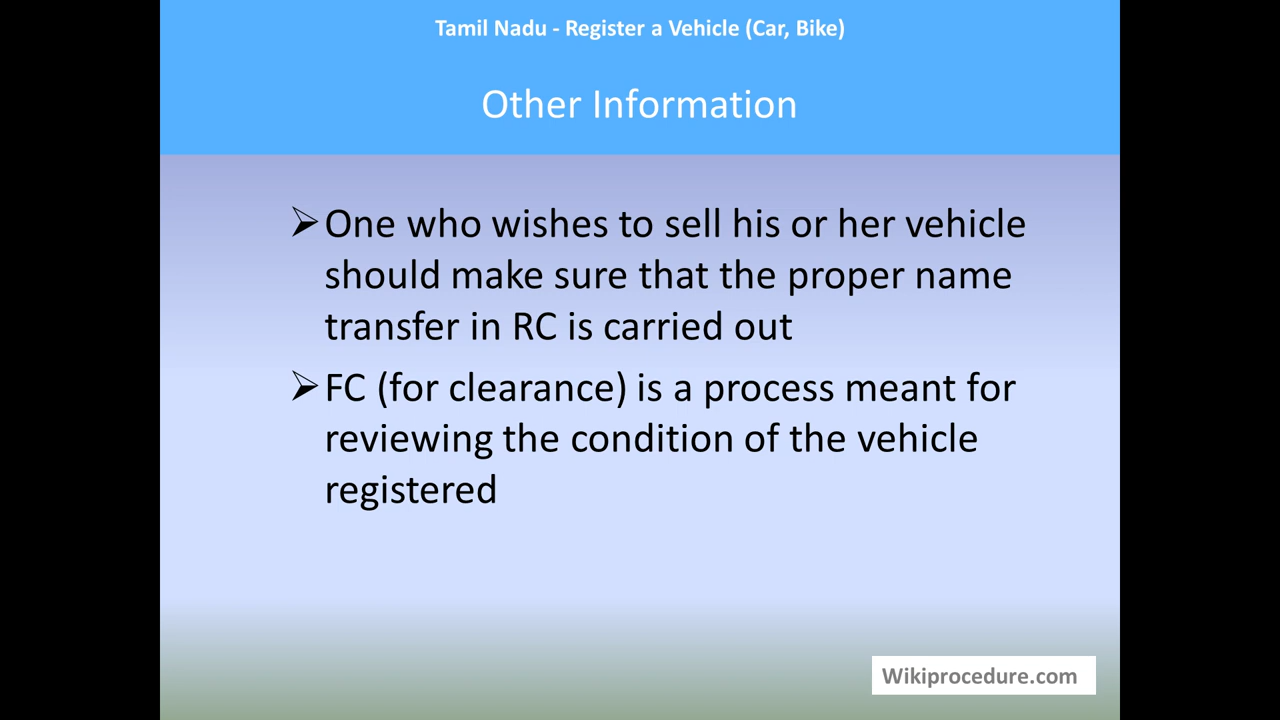 Tamil Nadu - Register a Vehicle (Car, Bike)
Other Information
➢One who wishes to sell his or her vehicle
should make sure that the proper name
transfer in RC is carried out
➢FC (for clearance) is a process meant for
reviewing the condition of the vehicle
registered
Wikiprocedure.com